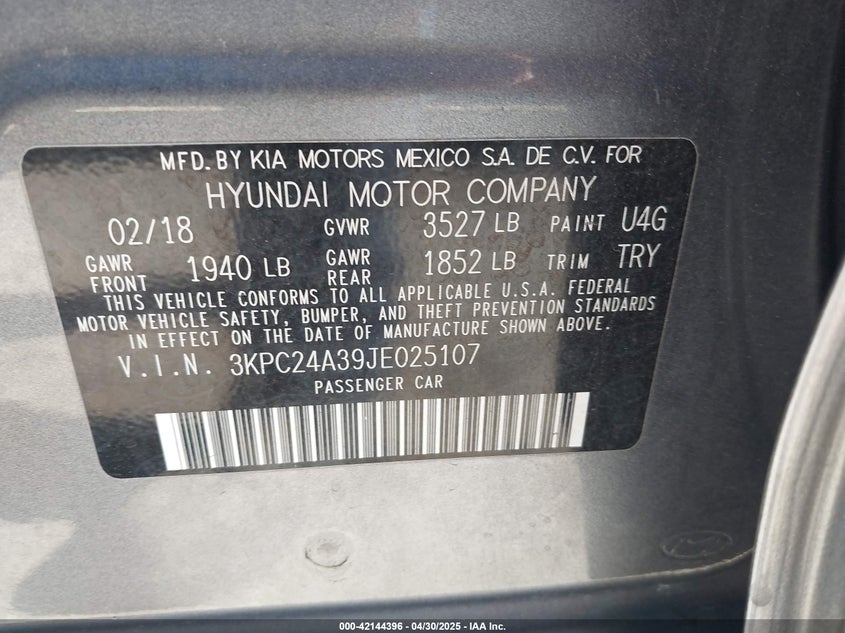 MFD. BY KIA MOTORS MEXICO S.A. DE C.V. FOR
HYUNDAI MOTOR COMPANY
02/18 GVWR 3527 LB PAINT U4G
GAWR FRONT 1940 LB GAWR REAR 1852 LB TRIM TRY
THIS VEHICLE CONFORMS TO ALL APPLICABLE U.S.A. FEDERAL
MOTOR VEHICLE SAFETY, BUMPER, AND THEFT PREVENTION STANDARDS
IN EFFECT ON THE DATE OF MANUFACTURE SHOWN ABOVE.
V.I.N. 3KPC24A39JE025107
PASSENGER CAR
000-42144396 - 04/30/2025 - IAA Inc.